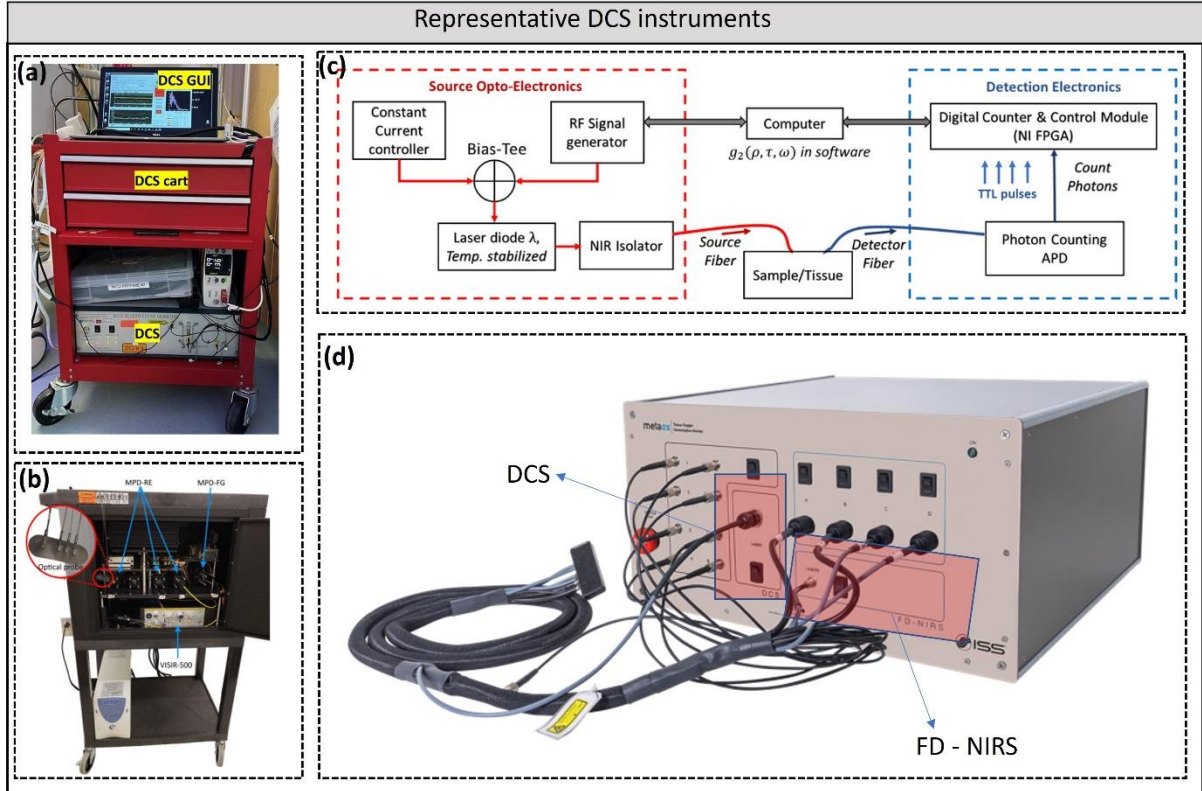 Representative DCS instruments
(a)
DCS GUI
DCS cart
DCS
(b)
MPD-RE
MPD-FG
Optical probe
VISIR-500
(c)
Source Opto-Electronics
Constant
Current
controller
RF Signal
generator
Bias-Tee
Laser diode λ,
Temp. stabilized
NIR Isolator
Source
Fiber
Computer
g₂(ρ, τ, ω) in software
Sample/Tissue
Detector
Fiber
Detection Electronics
Digital Counter & Control Module
(NI FPGA)
TTL pulses
Count
Photons
Photon Counting
APD
(d)
DCS
metaox
ON
A
B
C
D
LASER
DCS
FD-NIRS
ISS
FD - NIRS